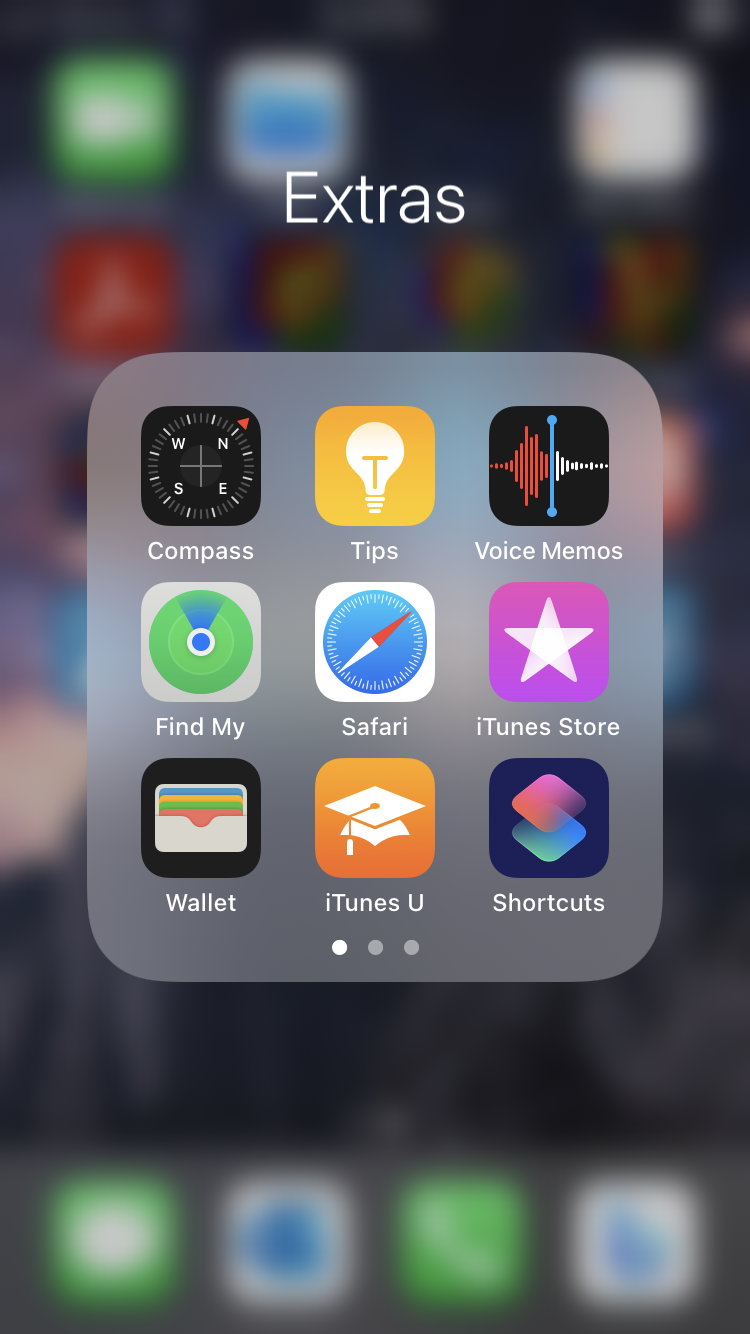 Extras
W N
S E
Compass
Tips
Voice Memos
Find My
Safari
iTunes Store
Wallet
iTunes U
Shortcuts